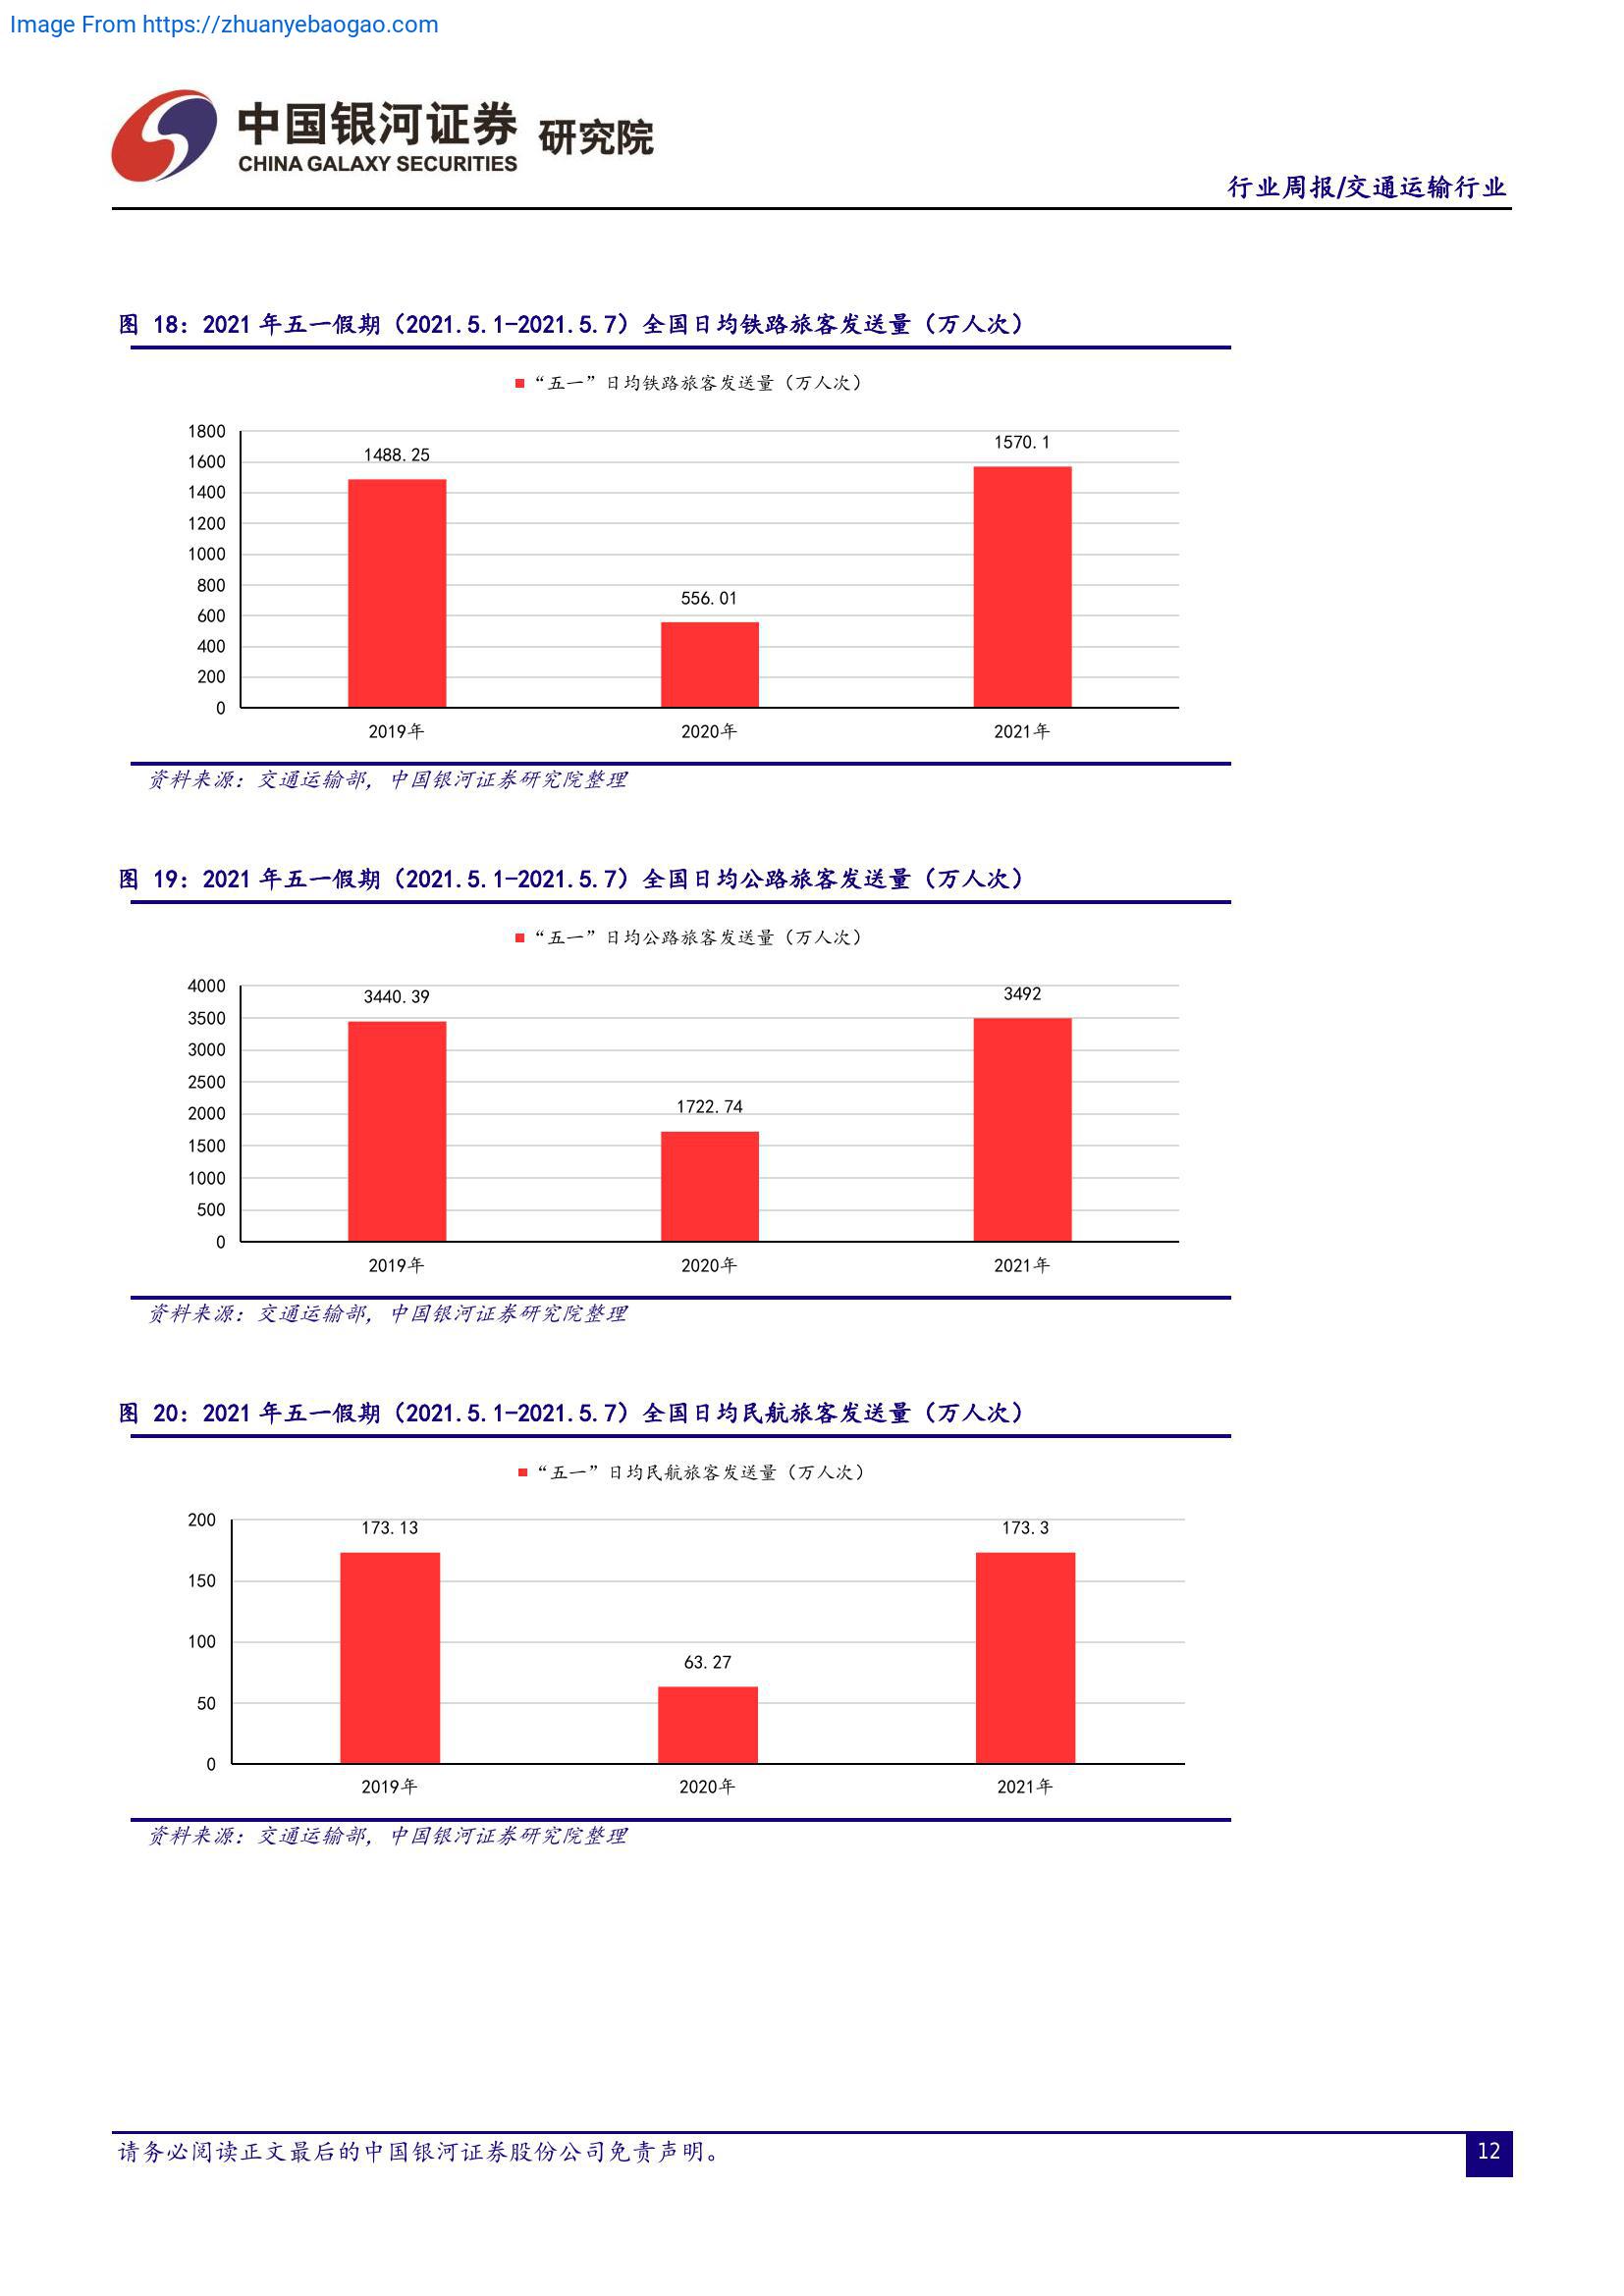 Image From https://zhuanyebaogao.com
中国银河证券 研究院
CHINA GALAXY SECURITIES
行业周报/交通运输行业
图 18：2021 年五一假期（2021.5.1-2021.5.7）全国日均铁路旅客发送量（万人次）
“五一”日均铁路旅客发送量（万人次）
1800
1600
1400
1200
1000
800
600
400
200
0
1488.25
556.01
1570.1
2019年 2020年 2021年
资料来源：交通运输部，中国银河证券研究院整理
图 19：2021 年五一假期（2021.5.1-2021.5.7）全国日均公路旅客发送量（万人次）
“五一”日均公路旅客发送量（万人次）
4000
3500
3000
2500
2000
1500
1000
500
0
3440.39
1722.74
3492
2019年 2020年 2021年
资料来源：交通运输部，中国银河证券研究院整理
图 20：2021 年五一假期（2021.5.1-2021.5.7）全国日均民航旅客发送量（万人次）
“五一”日均民航旅客发送量（万人次）
200
150
100
50
0
173.13
63.27
173.3
2019年 2020年 2021年
资料来源：交通运输部，中国银河证券研究院整理
请务必阅读正文最后的中国银河证券股份公司免责声明。
12